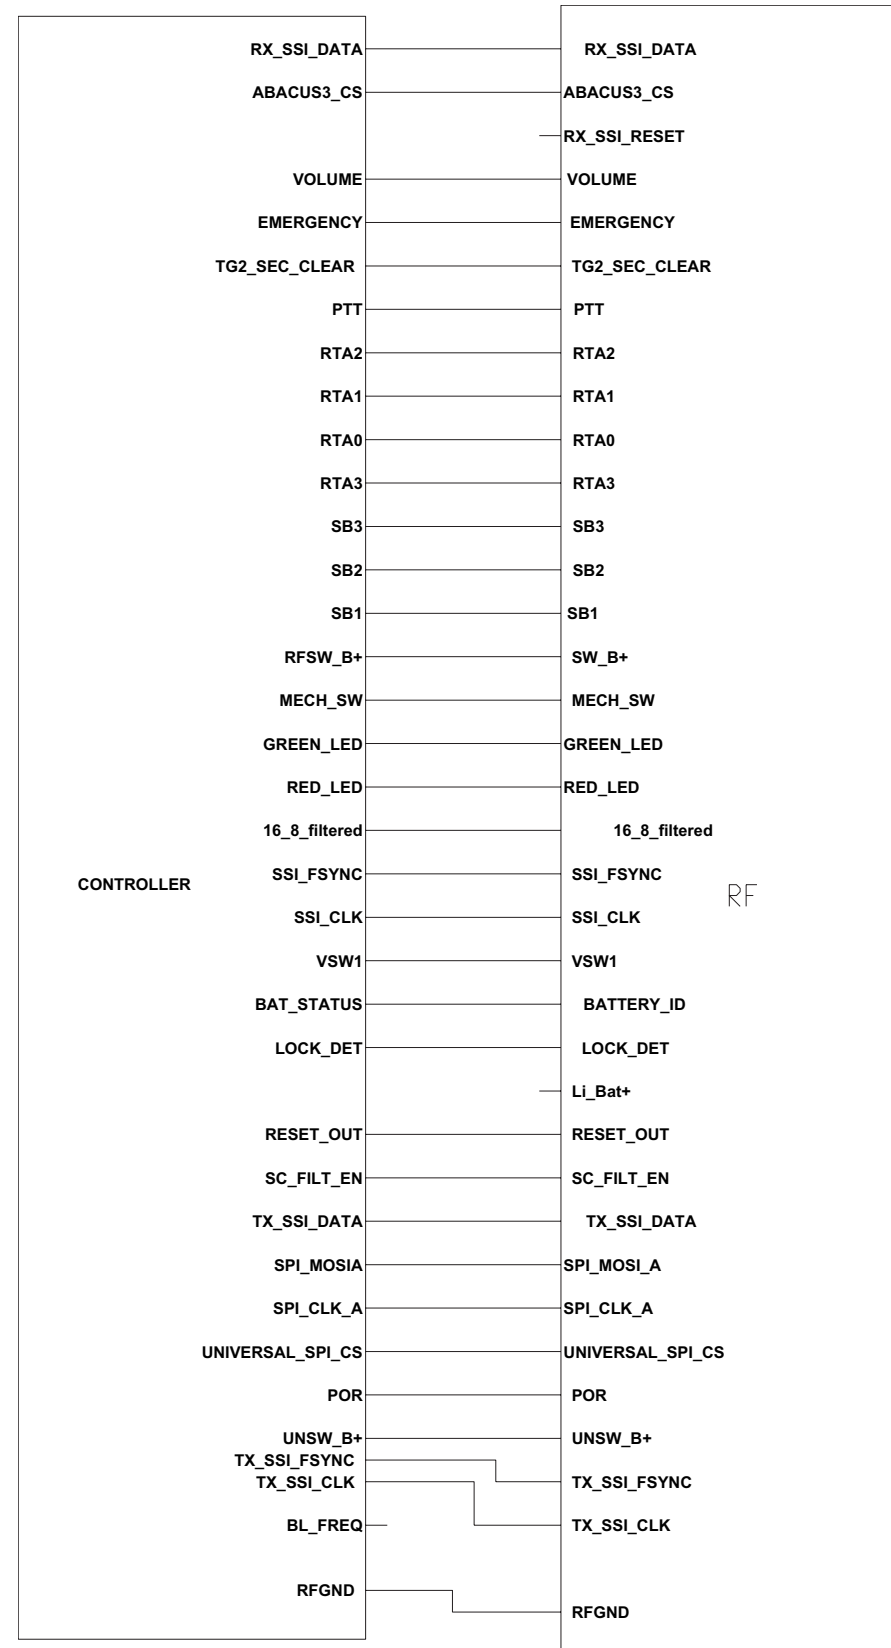 RX_SSI_DATA RX_SSI_DATA
ABACUS3_CS ABACUS3_CS
RX_SSI_RESET
VOLUME VOLUME
EMERGENCY EMERGENCY
TG2_SEC_CLEAR TG2_SEC_CLEAR
PTT PTT
RTA2 RTA2
RTA1 RTA1
RTA0 RTA0
RTA3 RTA3
SB3 SB3
SB2 SB2
SB1 SB1
RFSW_B+ SW_B+
MECH_SW MECH_SW
GREEN_LED GREEN_LED
RED_LED RED_LED
16_8_filtered 16_8_filtered
SSI_FSYNC SSI_FSYNC
CONTROLLER RF
SSI_CLK SSI_CLK
VSW1 VSW1
BAT_STATUS BATTERY_ID
LOCK_DET LOCK_DET
Li_Bat+
RESET_OUT RESET_OUT
SC_FILT_EN SC_FILT_EN
TX_SSI_DATA TX_SSI_DATA
SPI_MOSIA SPI_MOSI_A
SPI_CLK_A SPI_CLK_A
UNIVERSAL_SPI_CS UNIVERSAL_SPI_CS
POR POR
UNSW_B+ UNSW_B+
TX_SSI_FSYNC
TX_SSI_CLK TX_SSI_FSYNC
BL_FREQ TX_SSI_CLK
RFGND
RFGND